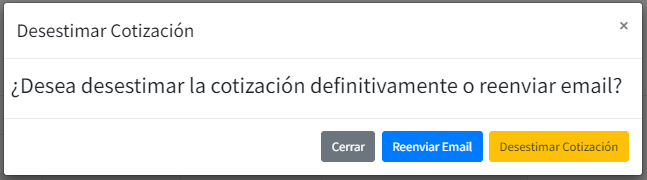 Desestimar Cotización
×
¿Desea desestimar la cotización definitivamente o reenviar email?
Cerrar
Reenviar Email
Desestimar Cotización